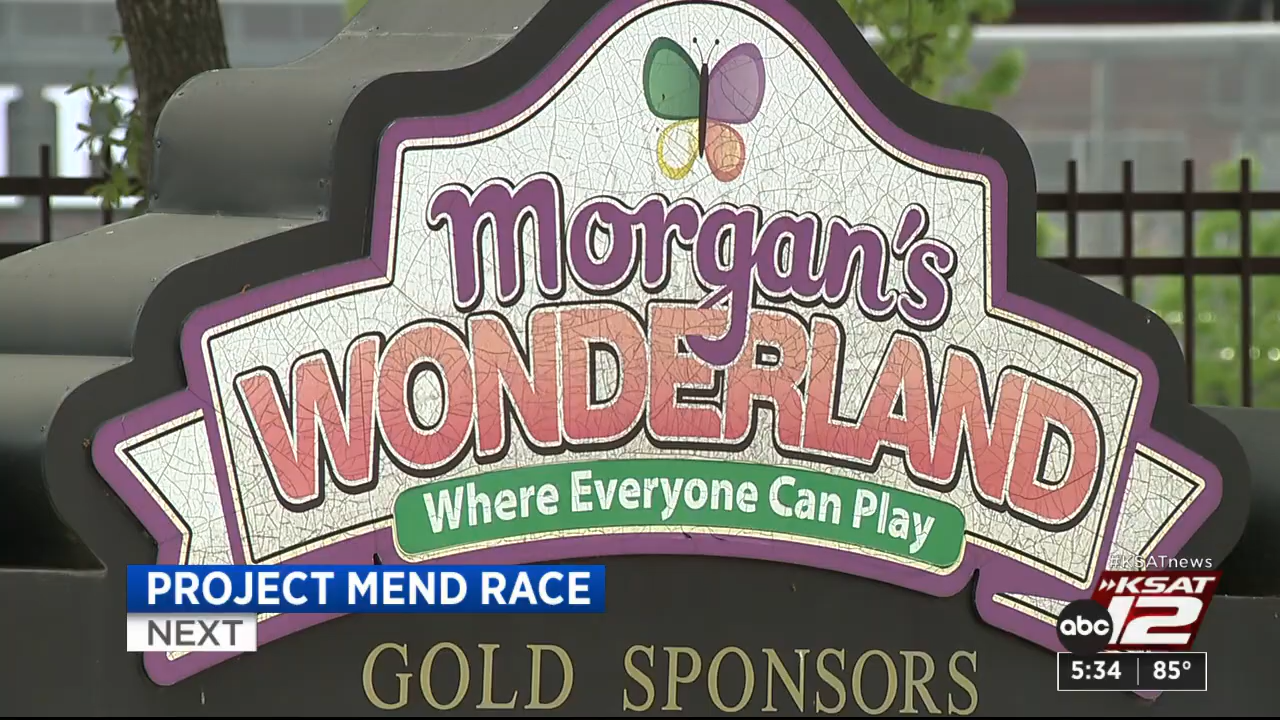 Morgan's
WONDERLAND
Where Everyone Can Play
#KSATnews
PROJECT MEND RACE
NEXT
GOLD SPONSORS
»KSAT
abc 12
5:34 85°